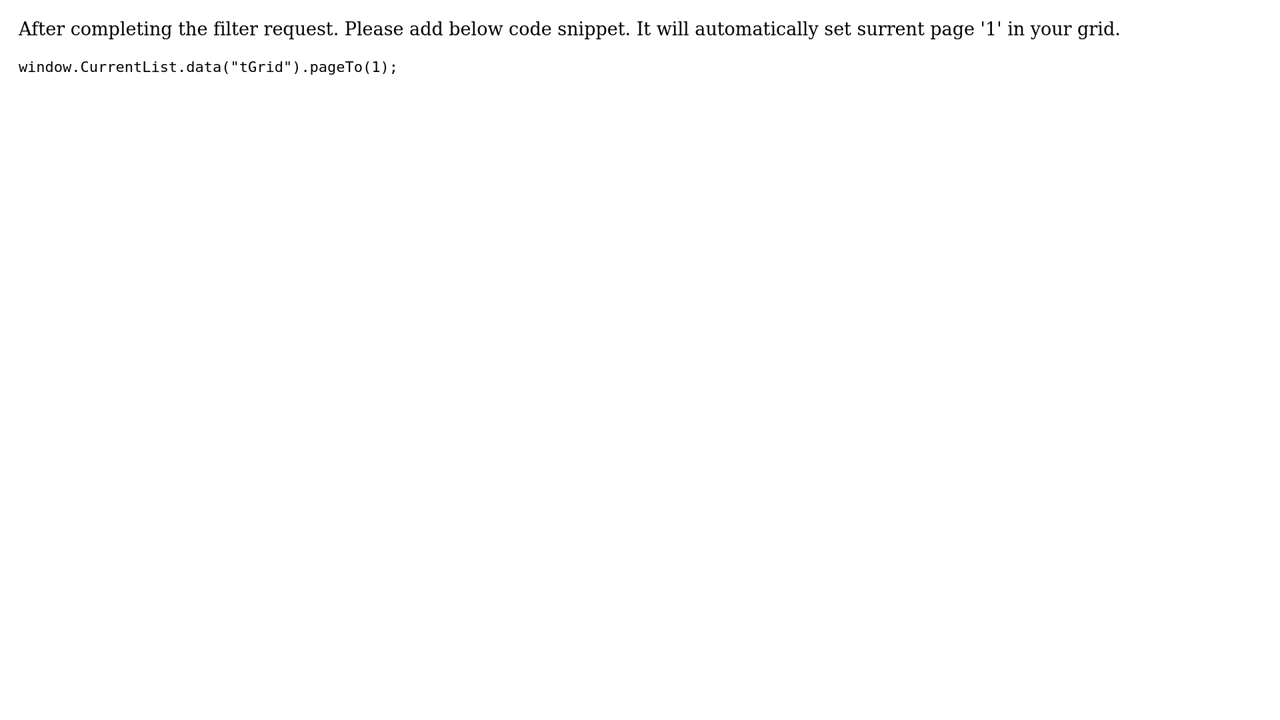 After completing the filter request. Please add below code snippet. It will automatically set surrent page '1' in your grid.
window.CurrentList.data("tGrid").pageTo(1);